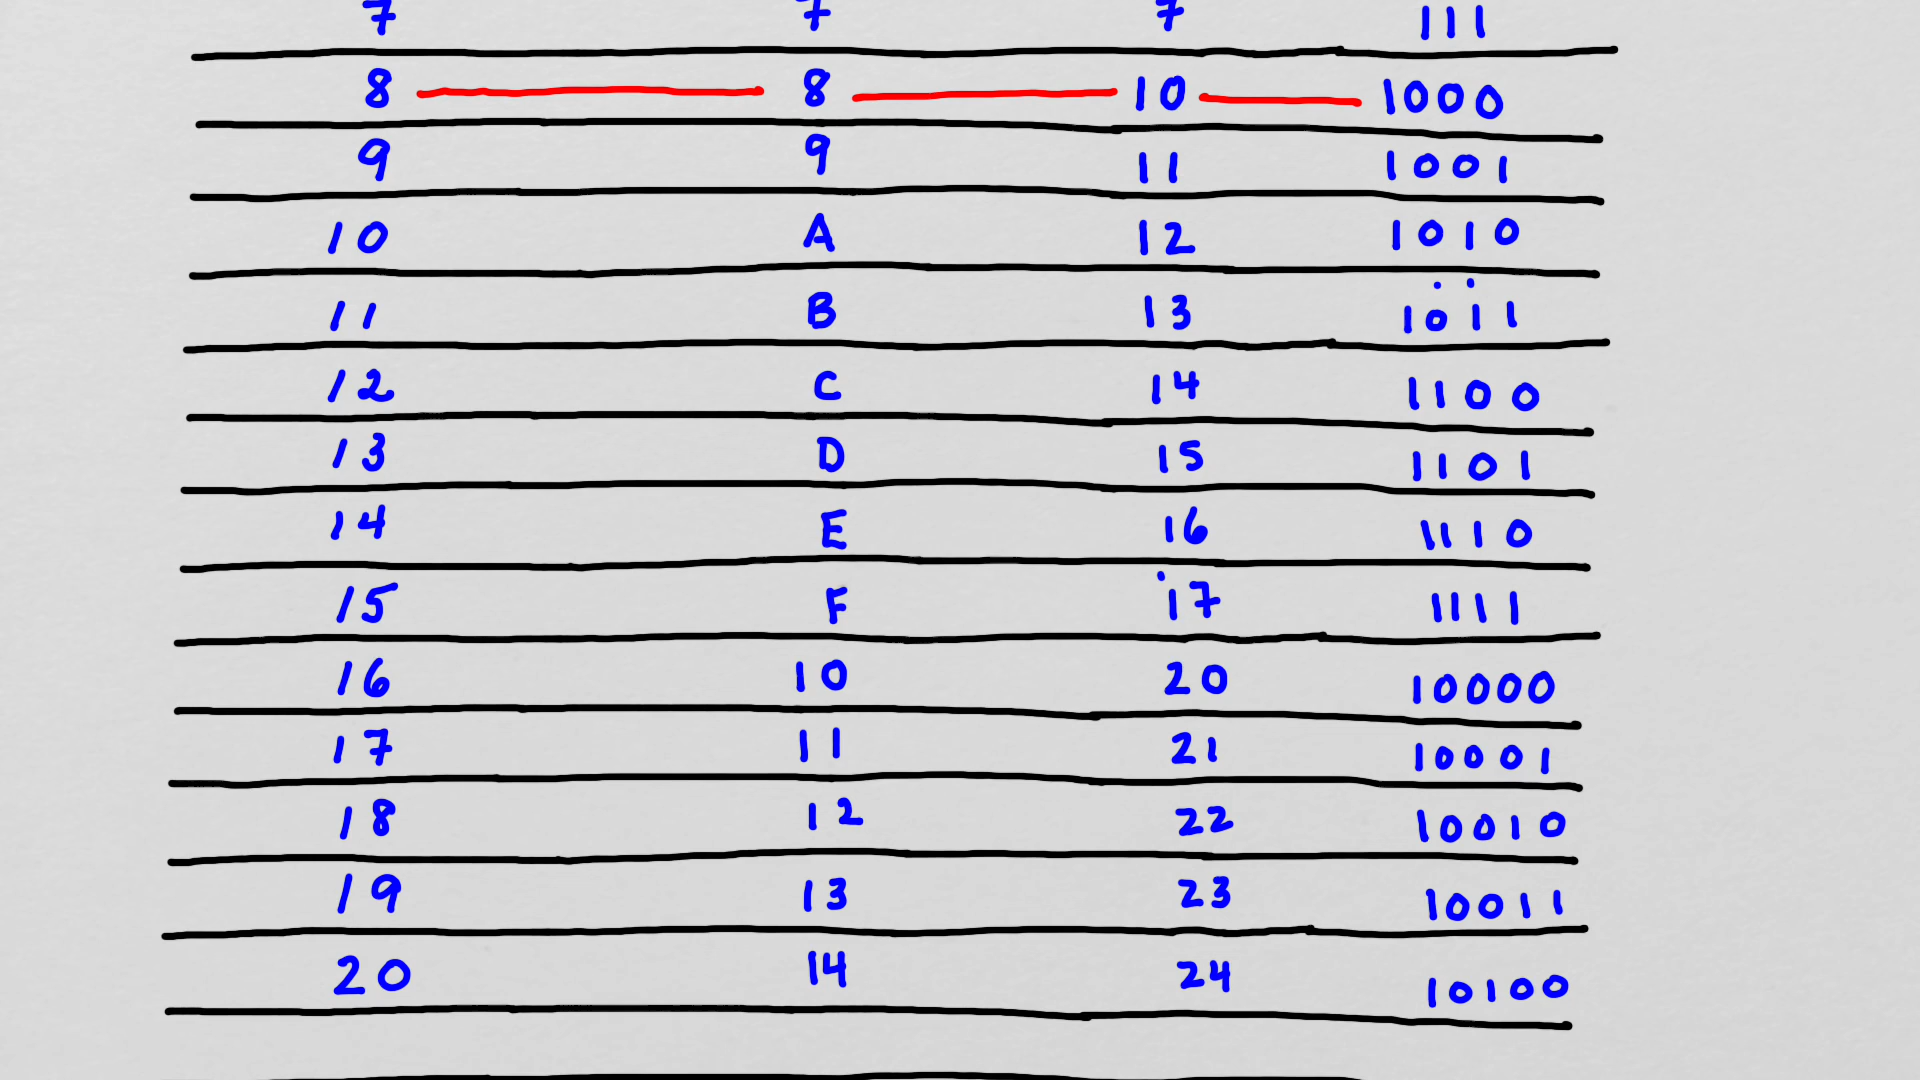 7 7 7 111
8 8 10 1000
9 9 11 1001
10 A 12 1010
11 B 13 1011
12 C 14 1100
13 D 15 1101
14 E 16 1110
15 F 17 1111
16 10 20 10000
17 11 21 10001
18 12 22 10010
19 13 23 10011
20 14 24 10100